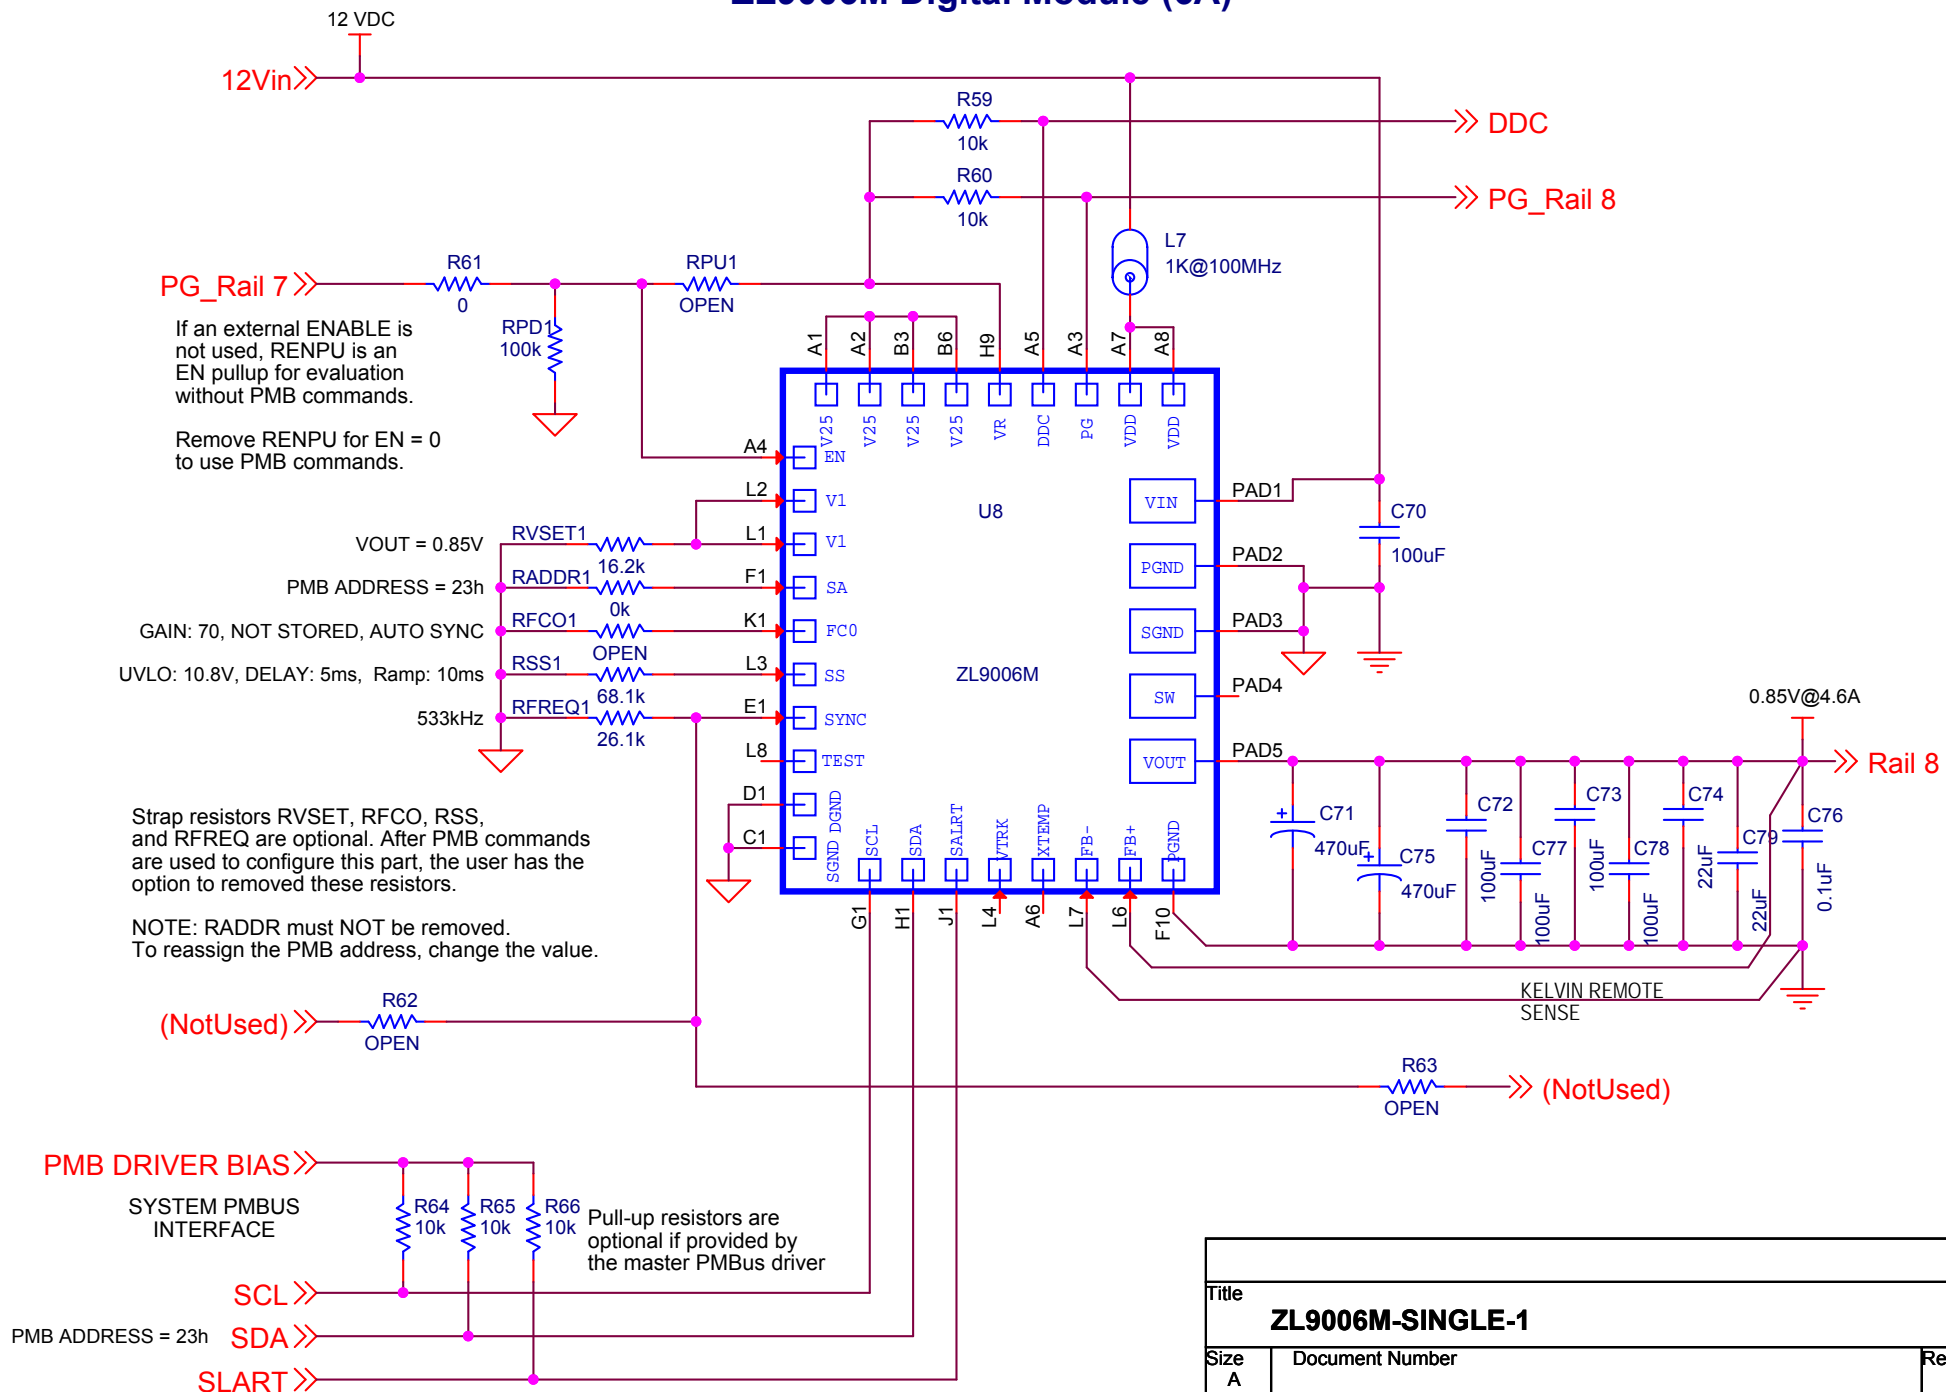 ZL9006M Digital Module (6A)
12 VDC
12Vin
R59
10k
DDC
R60
10k
PG_Rail 8
L7
1K@100MHz
PG_Rail 7
R61
0
RPU1
OPEN
RPD1
100k
If an external ENABLE is
not used, RENPU is an
EN pullup for evaluation
without PMB commands.
Remove RENPU for EN = 0
to use PMB commands.
A1
A2
B3
B6
H9
A5
A3
A7
A8
V25
V25
V25
V25
VR
DDC
PG
VDD
VDD
A4
EN
L2
V1
L1
V1
F1
SA
K1
FC0
L3
SS
E1
SYNC
L8
TEST
D1
DGND
C1
SGND
U8
ZL9006M
VIN
PAD1
PGND
PAD2
SGND
PAD3
SW
PAD4
VOUT
PAD5
C70
100uF
VOUT = 0.85V
RVSET1
16.2k
PMB ADDRESS = 23h
RADDR1
0k
GAIN: 70, NOT STORED, AUTO SYNC
RFCO1
OPEN
UVLO: 10.8V, DELAY: 5ms, Ramp: 10ms
RSS1
68.1k
533kHz
RFREQ1
26.1k
SCL
SDA
SALRT
VTRK
XTEMP
FB-
FB+
PGND
G1
H1
J1
L4
A6
L7
L6
F10
0.85V@4.6A
Rail 8
C71
470uF
C75
470uF
C72
100uF
C77
100uF
C73
100uF
C78
100uF
C74
22uF
C79
22uF
C76
0.1uF
KELVIN REMOTE
SENSE
Strap resistors RVSET, RFCO, RSS,
and RFREQ are optional. After PMB commands
are used to configure this part, the user has the
option to removed these resistors.
NOTE: RADDR must NOT be removed.
To reassign the PMB address, change the value.
(NotUsed)
R62
OPEN
R63
OPEN
(NotUsed)
PMB DRIVER BIAS
SYSTEM PMBUS
INTERFACE
R64
10k
R65
10k
R66
10k
Pull-up resistors are
optional if provided by
the master PMBus driver
SCL
PMB ADDRESS = 23h
SDA
SLART
Title
ZL9006M-SINGLE-1
Size
A
Document Number
Re